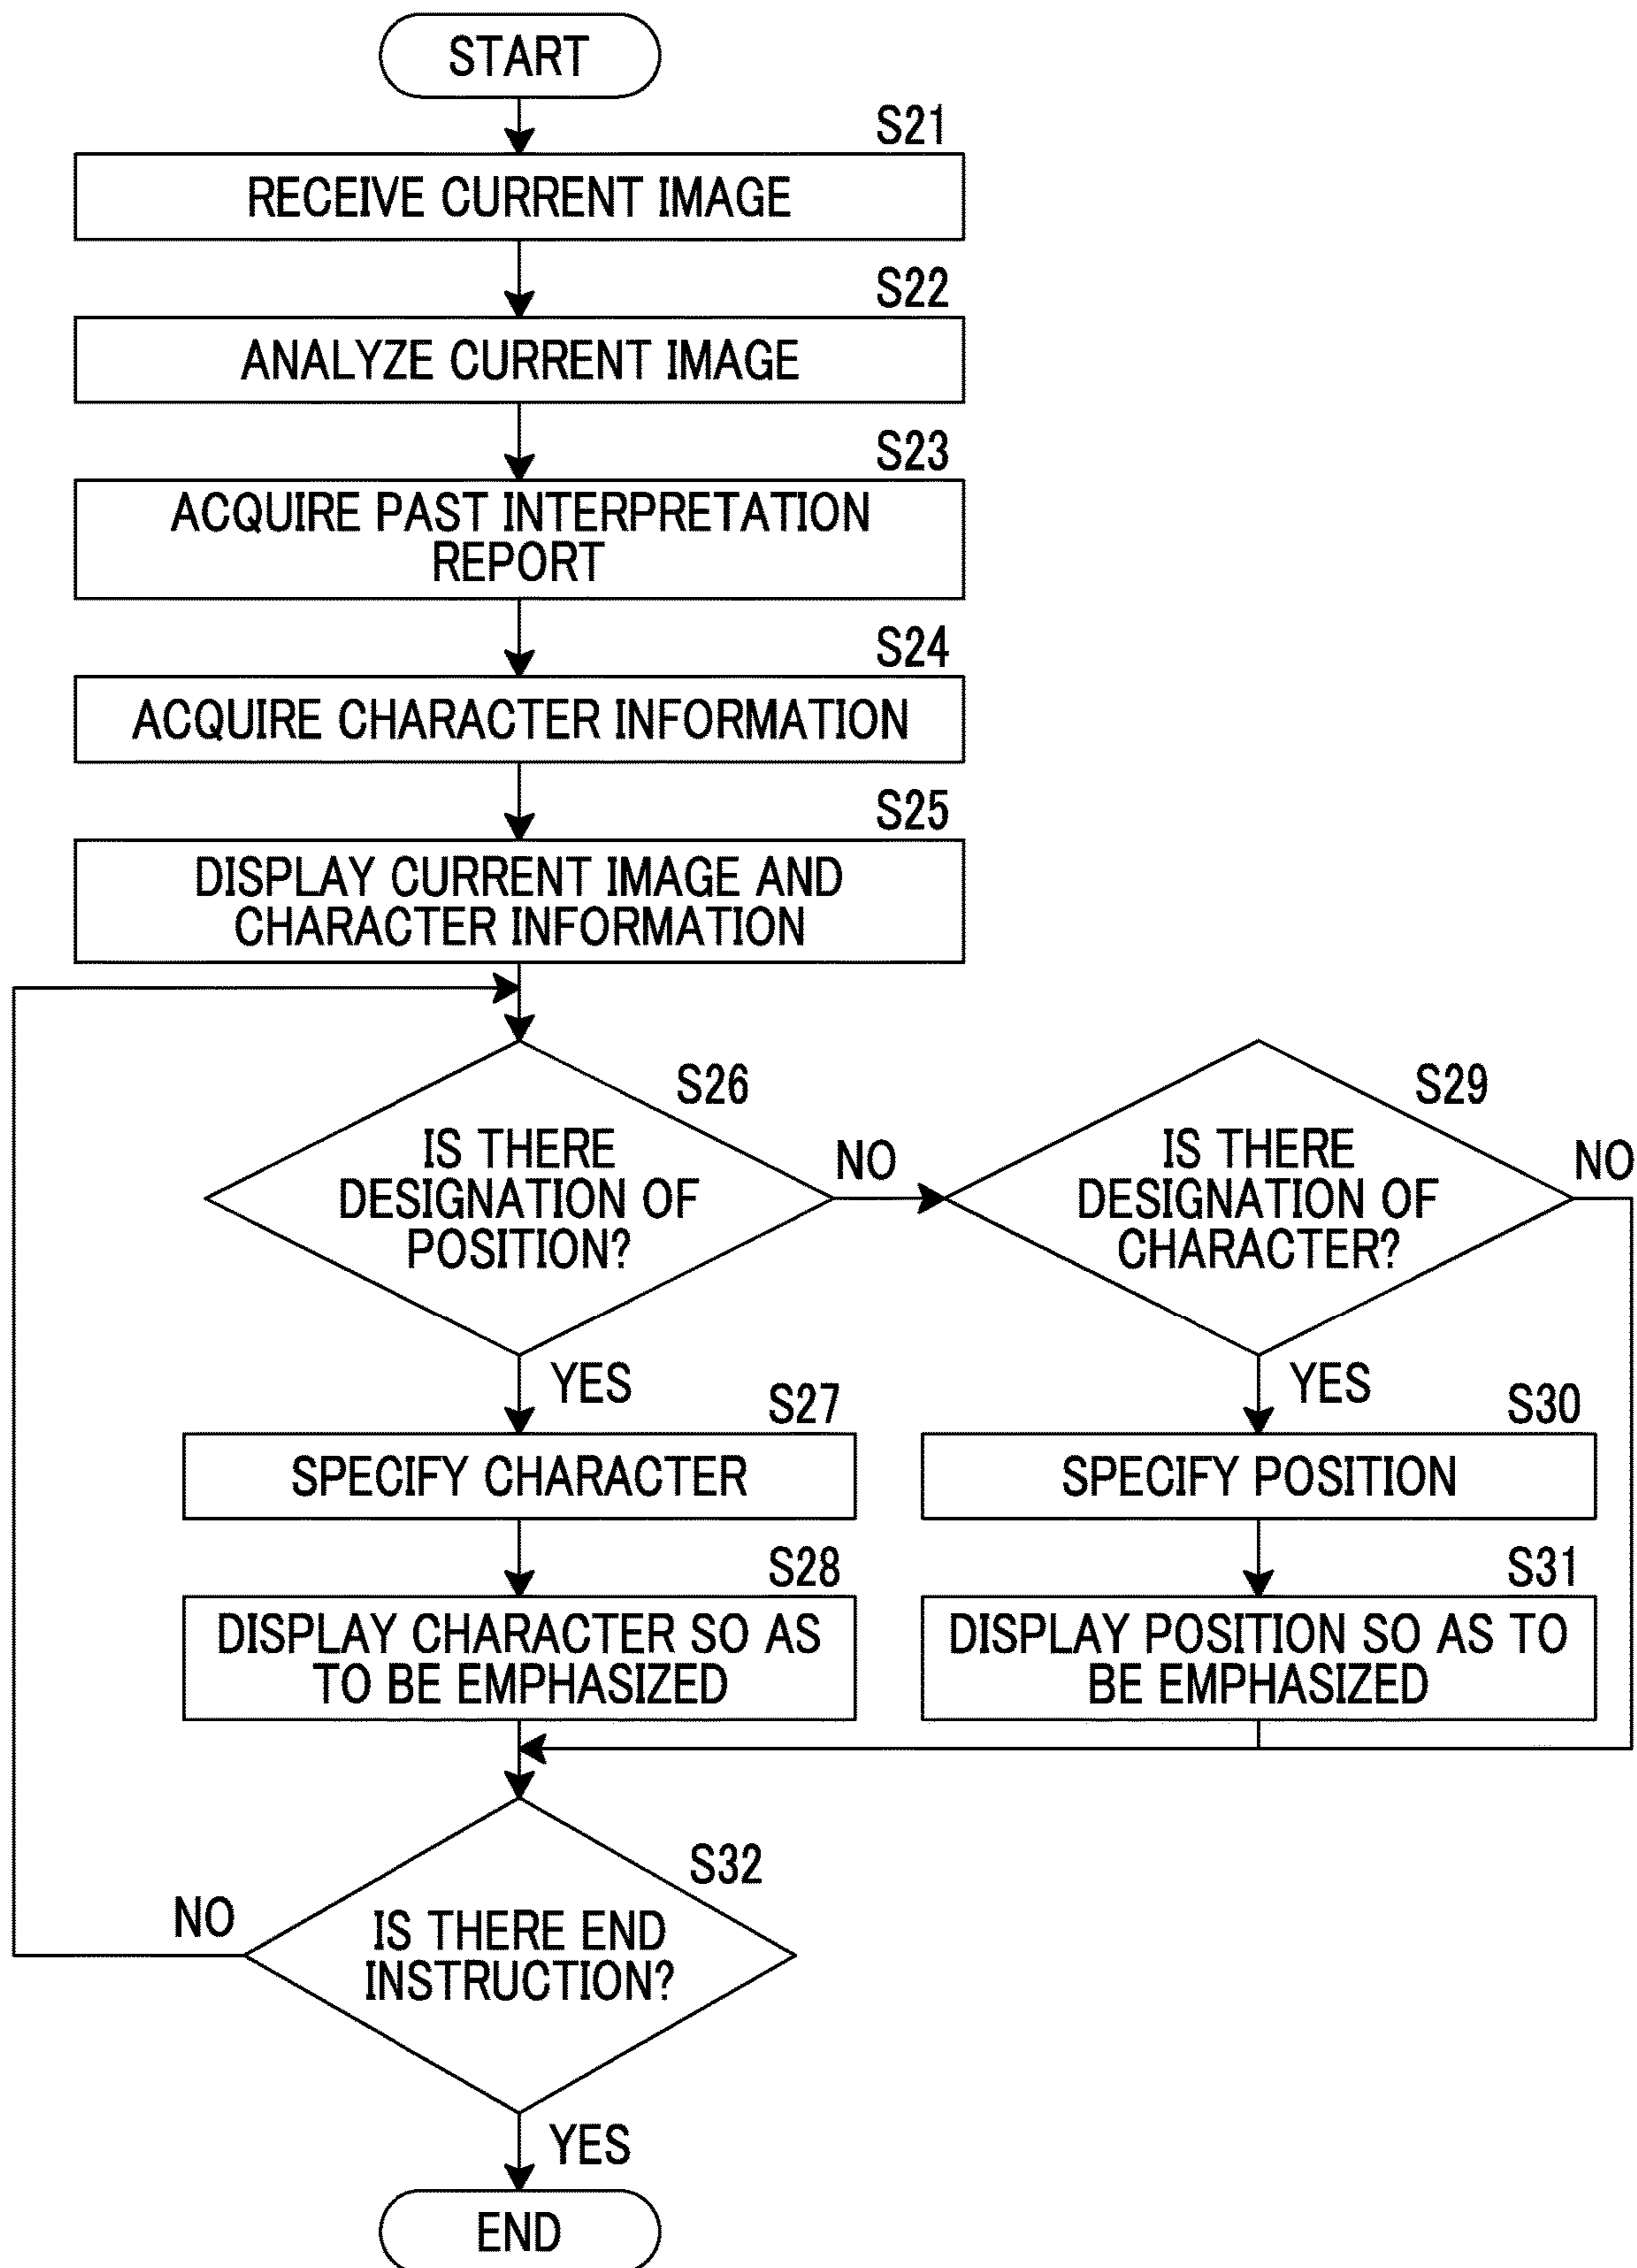 START
S21
RECEIVE CURRENT IMAGE
S22
ANALYZE CURRENT IMAGE
S23
ACQUIRE PAST INTERPRETATION
REPORT
S24
ACQUIRE CHARACTER INFORMATION
S25
DISPLAY CURRENT IMAGE AND
CHARACTER INFORMATION
S26
IS THERE
DESIGNATION OF
POSITION?
NO
S29
IS THERE
DESIGNATION OF
CHARACTER?
NO
YES
S27
SPECIFY CHARACTER
S28
DISPLAY CHARACTER SO AS
TO BE EMPHASIZED
YES
S30
SPECIFY POSITION
S31
DISPLAY POSITION SO AS TO
BE EMPHASIZED
S32
IS THERE END
INSTRUCTION?
NO
YES
END